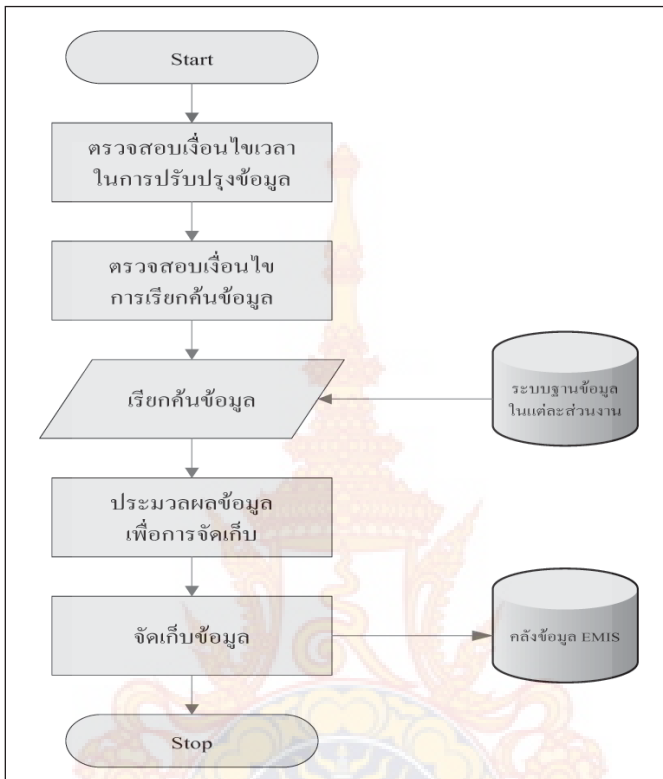 Start
ตรวจสอบเงื่อนไขเวลา
ในการปรับปรุงข้อมูล
ตรวจสอบเงื่อนไข
การเรียกค้นข้อมูล
เรียกค้นข้อมูล
ระบบฐานข้อมูล
ในแต่ละส่วนงาน
ประมวลผลข้อมูล
เพื่อการจัดเก็บ
จัดเก็บข้อมูล
คลังข้อมูล EMIS
Stop